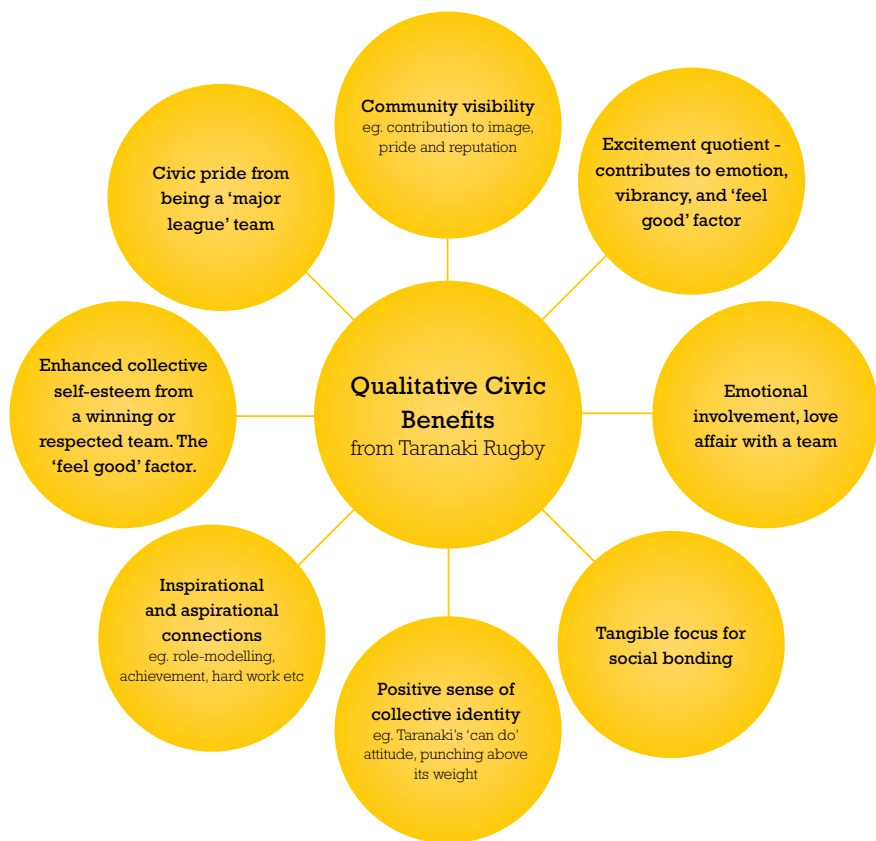 Community visibility
eg. contribution to image,
pride and reputation
Excitement quotient -
contributes to emotion,
vibrancy, and ‘feel
good’ factor
Civic pride from
being a ‘major
league’ team
Enhanced collective
self-esteem from
a winning or
respected team. The
‘feel good’ factor.
Qualitative Civic
Benefits
from Taranaki Rugby
Emotional
involvement, love
affair with a team
Inspirational
and aspirational
connections
eg. role-modelling,
achievement, hard work etc
Tangible focus for
social bonding
Positive sense of
collective identity
eg. Taranaki’s ‘can do’
attitude, punching above
its weight